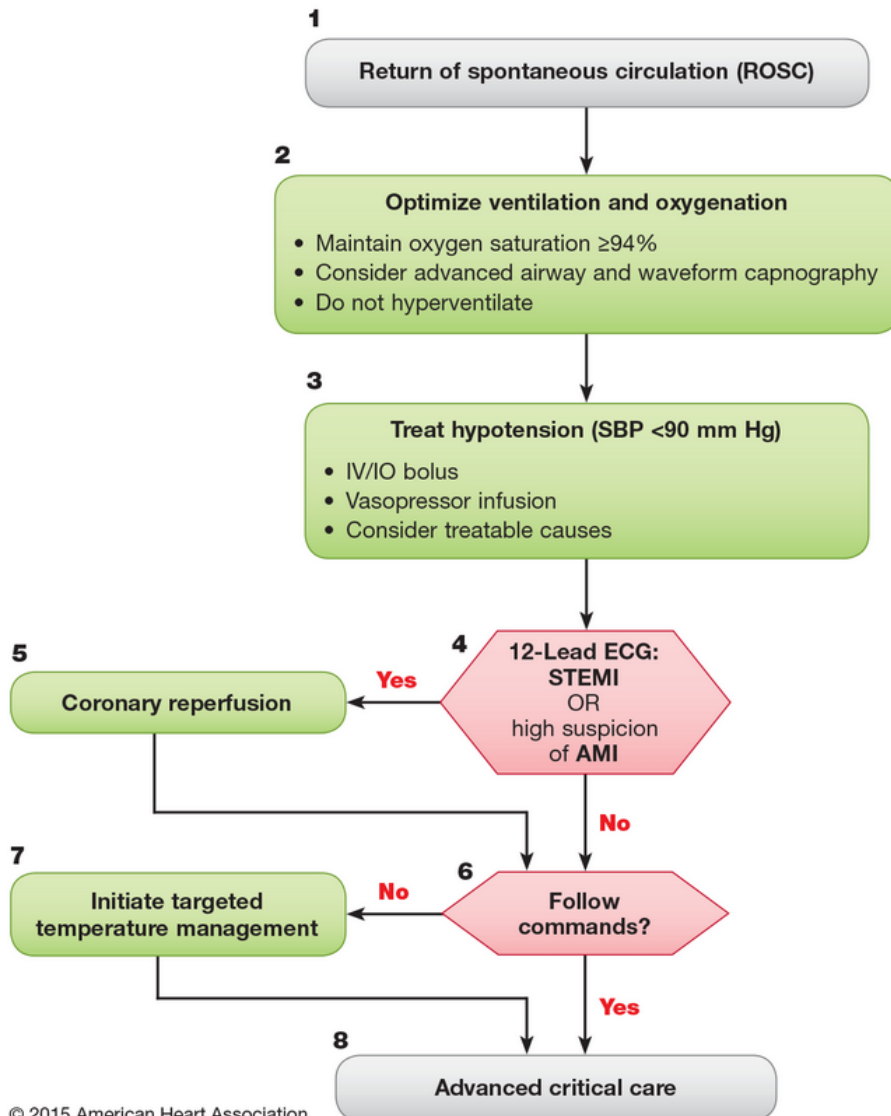 1
Return of spontaneous circulation (ROSC)
2
Optimize ventilation and oxygenation
• Maintain oxygen saturation ≥94%
• Consider advanced airway and waveform capnography
• Do not hyperventilate
3
Treat hypotension (SBP <90 mm Hg)
• IV/IO bolus
• Vasopressor infusion
• Consider treatable causes
4
12-Lead ECG:
STEMI
OR
high suspicion
of AMI
Yes
5
Coronary reperfusion
No
6
Follow
commands?
No
7
Initiate targeted
temperature management
Yes
8
Advanced critical care
© 2015 American Heart Association